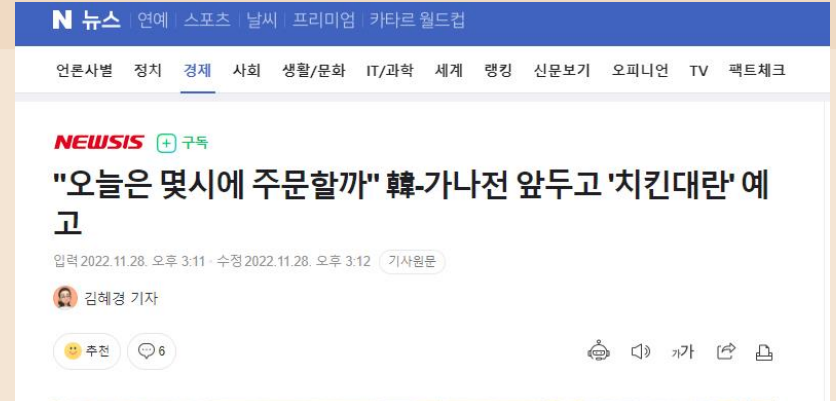 N 뉴스 연예 스포츠 날씨 프리미엄 카타르 월드컵
언론사별 정치 경제 사회 생활/문화 IT/과학 세계 랭킹 신문보기 오피니언 TV 팩트체크
NEWSIS 구독
"오늘은 몇시에 주문할까" 韓-가나전 앞두고 '치킨대란' 예
고
입력 2022.11.28. 오후 3:11 · 수정 2022.11.28. 오후 3:12 기사원문
김혜경 기자
추천 6 가가